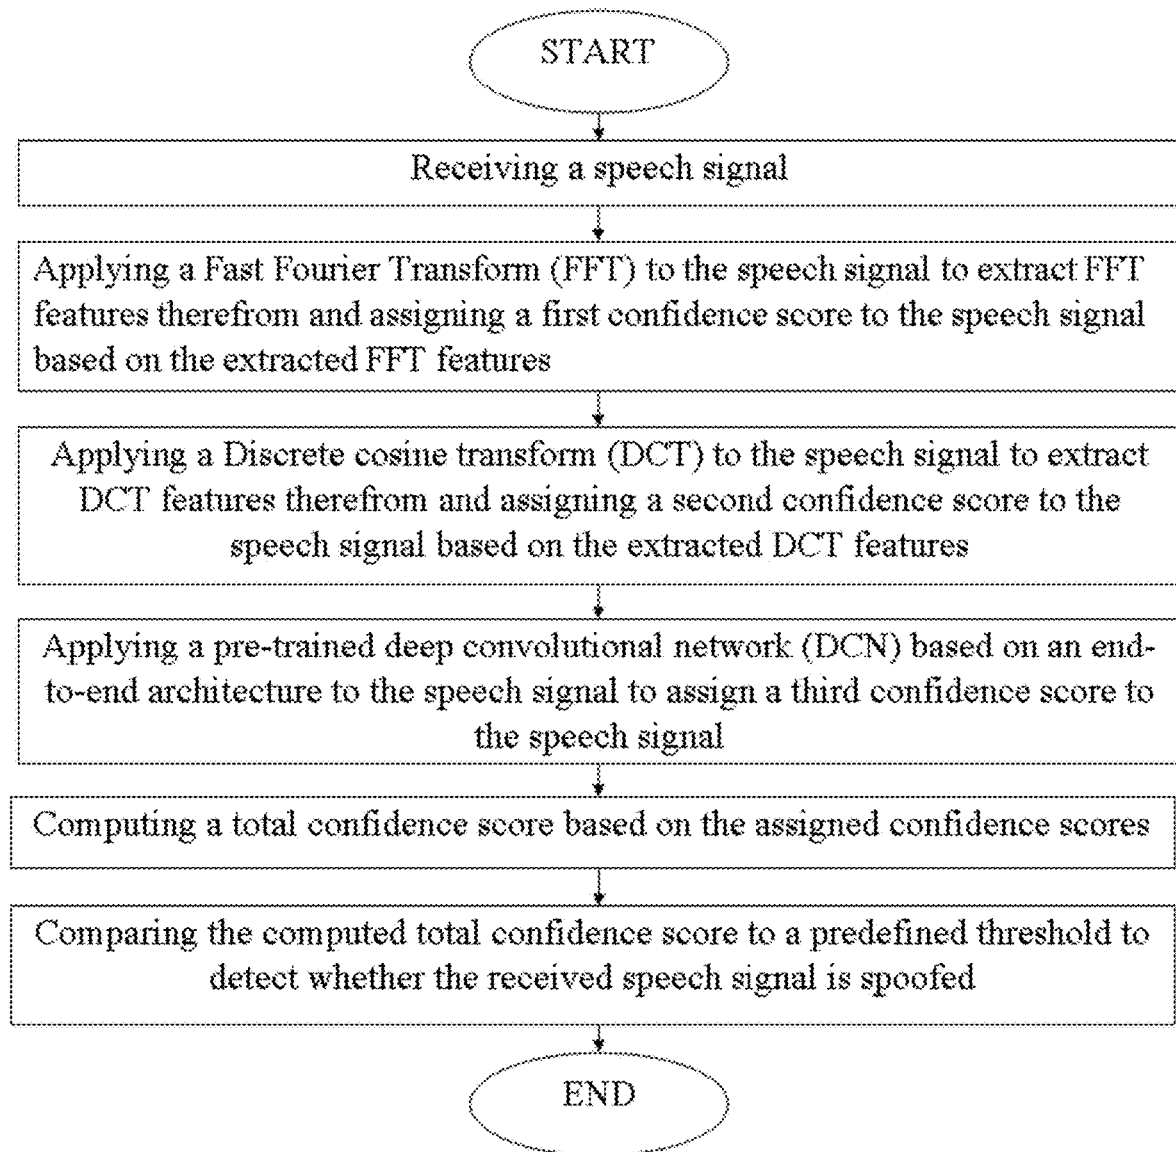 START
Receiving a speech signal
Applying a Fast Fourier Transform (FFT) to the speech signal to extract FFT
features therefrom and assigning a first confidence score to the speech signal
based on the extracted FFT features
Applying a Discrete cosine transform (DCT) to the speech signal to extract
DCT features therefrom and assigning a second confidence score to the
speech signal based on the extracted DCT features
Applying a pre-trained deep convolutional network (DCN) based on an end-
to-end architecture to the speech signal to assign a third confidence score to
the speech signal
Computing a total confidence score based on the assigned confidence scores
Comparing the computed total confidence score to a predefined threshold to
detect whether the received speech signal is spoofed
END